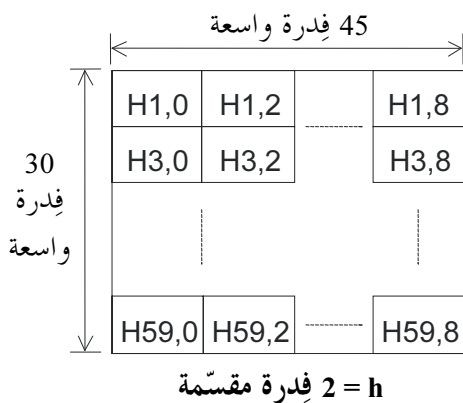 45 فِدرة واسعة
H1,0 H1,2 H1,8
30 فِدرة واسعة
H3,0 H3,2 H3,8
H59,0 H59,2 H59,8
h = 2 فِدرة مقسّمة